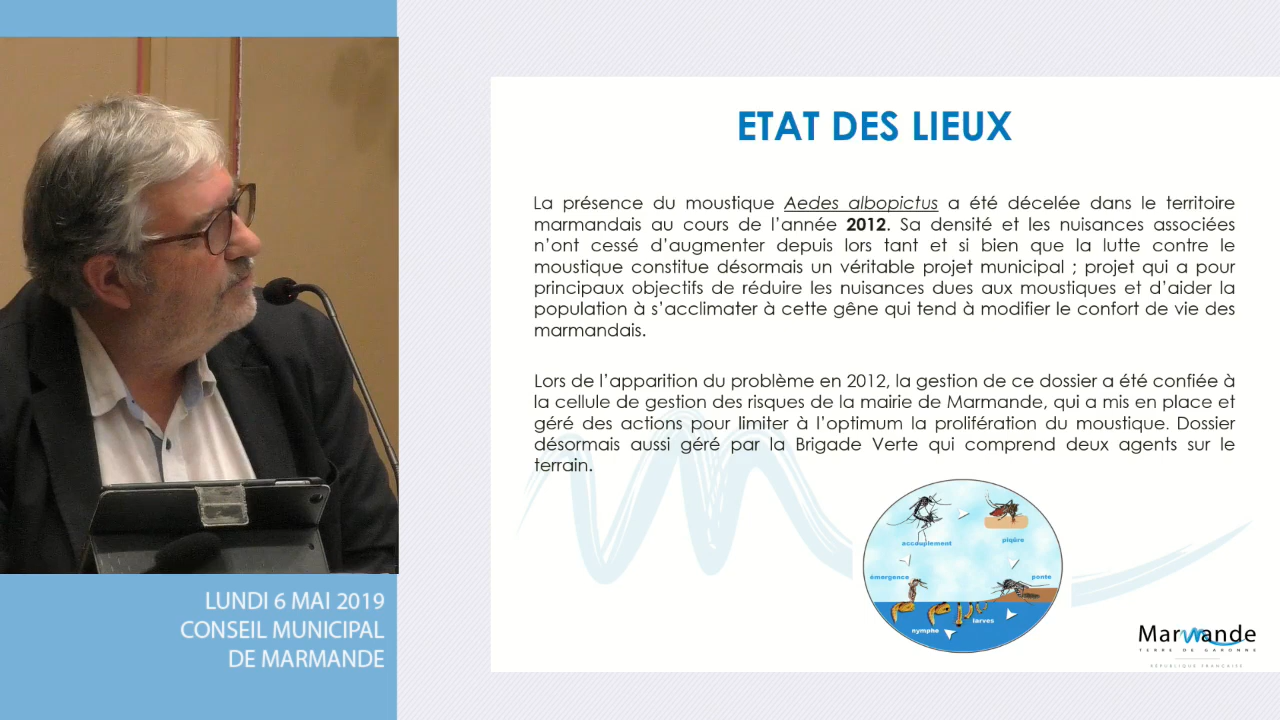 ETAT DES LIEUX
La présence du moustique Aedes albopictus a été décelée dans le territoire
marmandais au cours de l'année 2012. Sa densité et les nuisances associées
n'ont cessé d'augmenter depuis lors tant et si bien que la lutte contre le
moustique constitue désormais un véritable projet municipal ; projet qui a pour
principaux objectifs de réduire les nuisances dues aux moustiques et d'aider la
population à s'acclimater à cette gêne qui tend à modifier le confort de vie des
marmandais.
Lors de l'apparition du problème en 2012, la gestion de ce dossier a été confiée à
la cellule de gestion des risques de la mairie de Marmande, qui a mis en place et
géré des actions pour limiter à l'optimum la prolifération du moustique. Dossier
désormais aussi géré par la Brigade Verte qui comprend deux agents sur le
terrain.
accouplement
piqûre
émergence
ponte
larves
nymphe
Marmande
TERRE DE GARONNE
RÉPUBLIQUE FRANÇAISE
LUNDI 6 MAI 2019
CONSEIL MUNICIPAL
DE MARMANDE